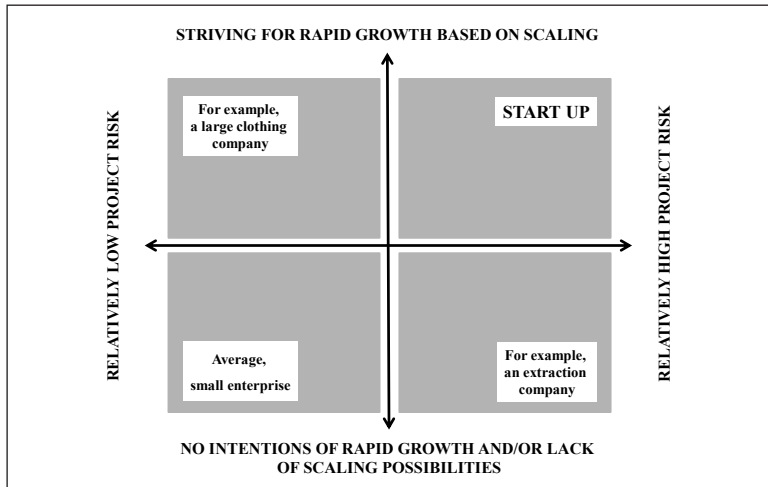 STRIVING FOR RAPID GROWTH BASED ON SCALING
RELATIVELY LOW PROJECT RISK
For example,
a large clothing
company
START UP
RELATIVELY HIGH PROJECT RISK
Average,
small enterprise
For example,
an extraction
company
NO INTENTIONS OF RAPID GROWTH AND/OR LACK
OF SCALING POSSIBILITIES